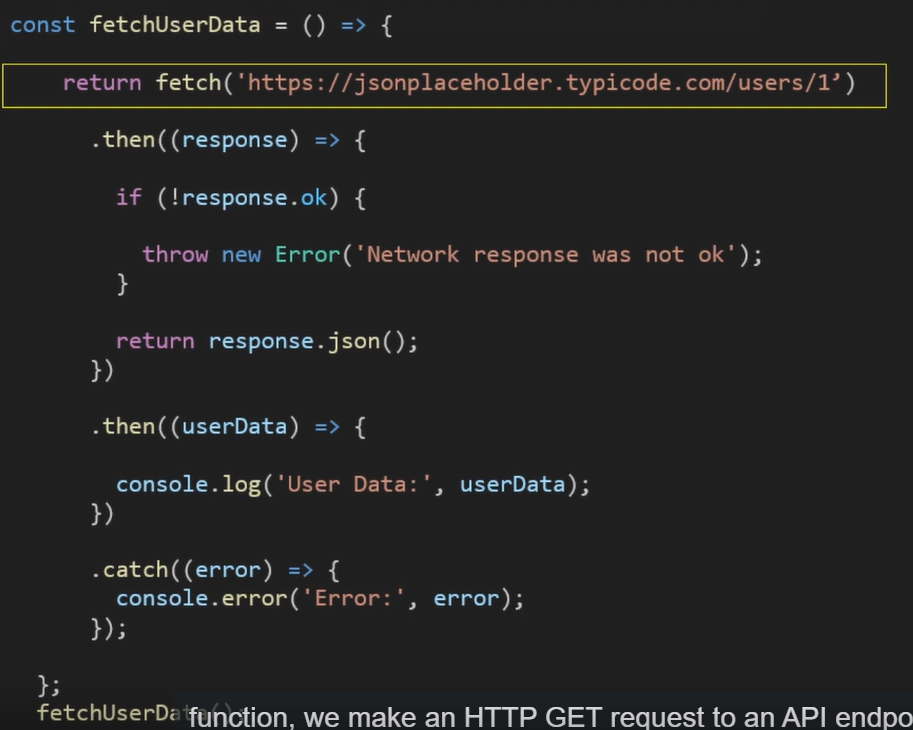 const fetchUserData = () => {
return fetch('https://jsonplaceholder.typicode.com/users/1’)
.then((response) => {
if (!response.ok) {
throw new Error('Network response was not ok');
}
return response.json();
})
.then((userData) => {
console.log('User Data:', userData);
})
.catch((error) => {
console.error('Error:', error);
});
};
fetchUserData();
function, we make an HTTP GET request to an API endpo